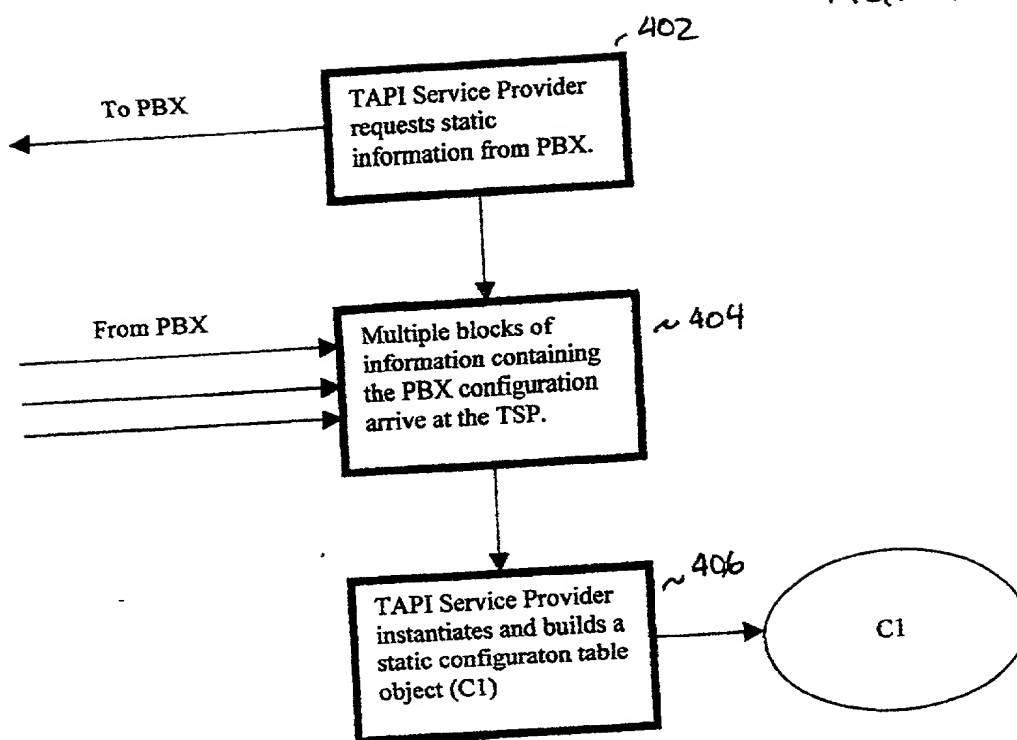 402
To PBX
TAPI Service Provider
requests static
information from PBX.
From PBX
Multiple blocks of
information containing
the PBX configuration
arrive at the TSP.
~ 404
TAPI Service Provider
instantiates and builds a
static configuraton table
object (C1)
~ 406
C1